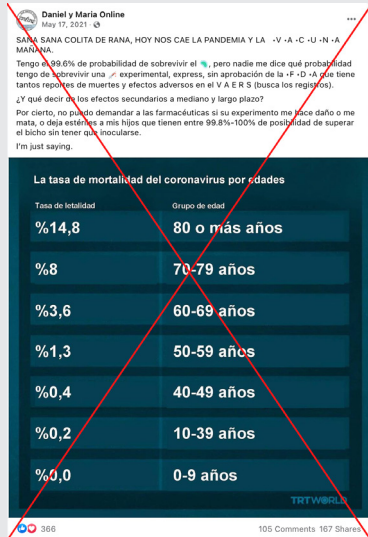 Daniel y Maria Online
May 17, 2021
SANA SANA COLITA DE RANA, HOY NOS CAE LA PANDEMIA Y LA •V •A •C •U •N •A
MAÑANA.
Tengo el 99.6% de probabilidad de sobrevivir el 🦠, pero nadie me dice qué probabilidad
tengo de sobrevivir una 💉 experimental, express, sin aprobación de la •F •D •A que tiene
tantos reportes de muertes y efectos adversos en el V A E R S (busca los registros).
¿Y qué decir de los efectos secundarios a mediano y largo plazo?
Por cierto, no puedo demandar a las farmacéuticas si su experimento me hace daño o me
mata, o deja estériles a mis hijos que tienen entre 99.8%-100% de posibilidad de superar
el bicho sin tener que inocularse.
I'm just saying.
La tasa de mortalidad del coronavirus por edades
Tasa de letalidad Grupo de edad
%14,8 80 o más años
%8 70-79 años
%3,6 60-69 años
%1,3 50-59 años
%0,4 40-49 años
%0,2 10-39 años
%0,0 0-9 años
TRTWORLD
366 105 Comments 167 Shares